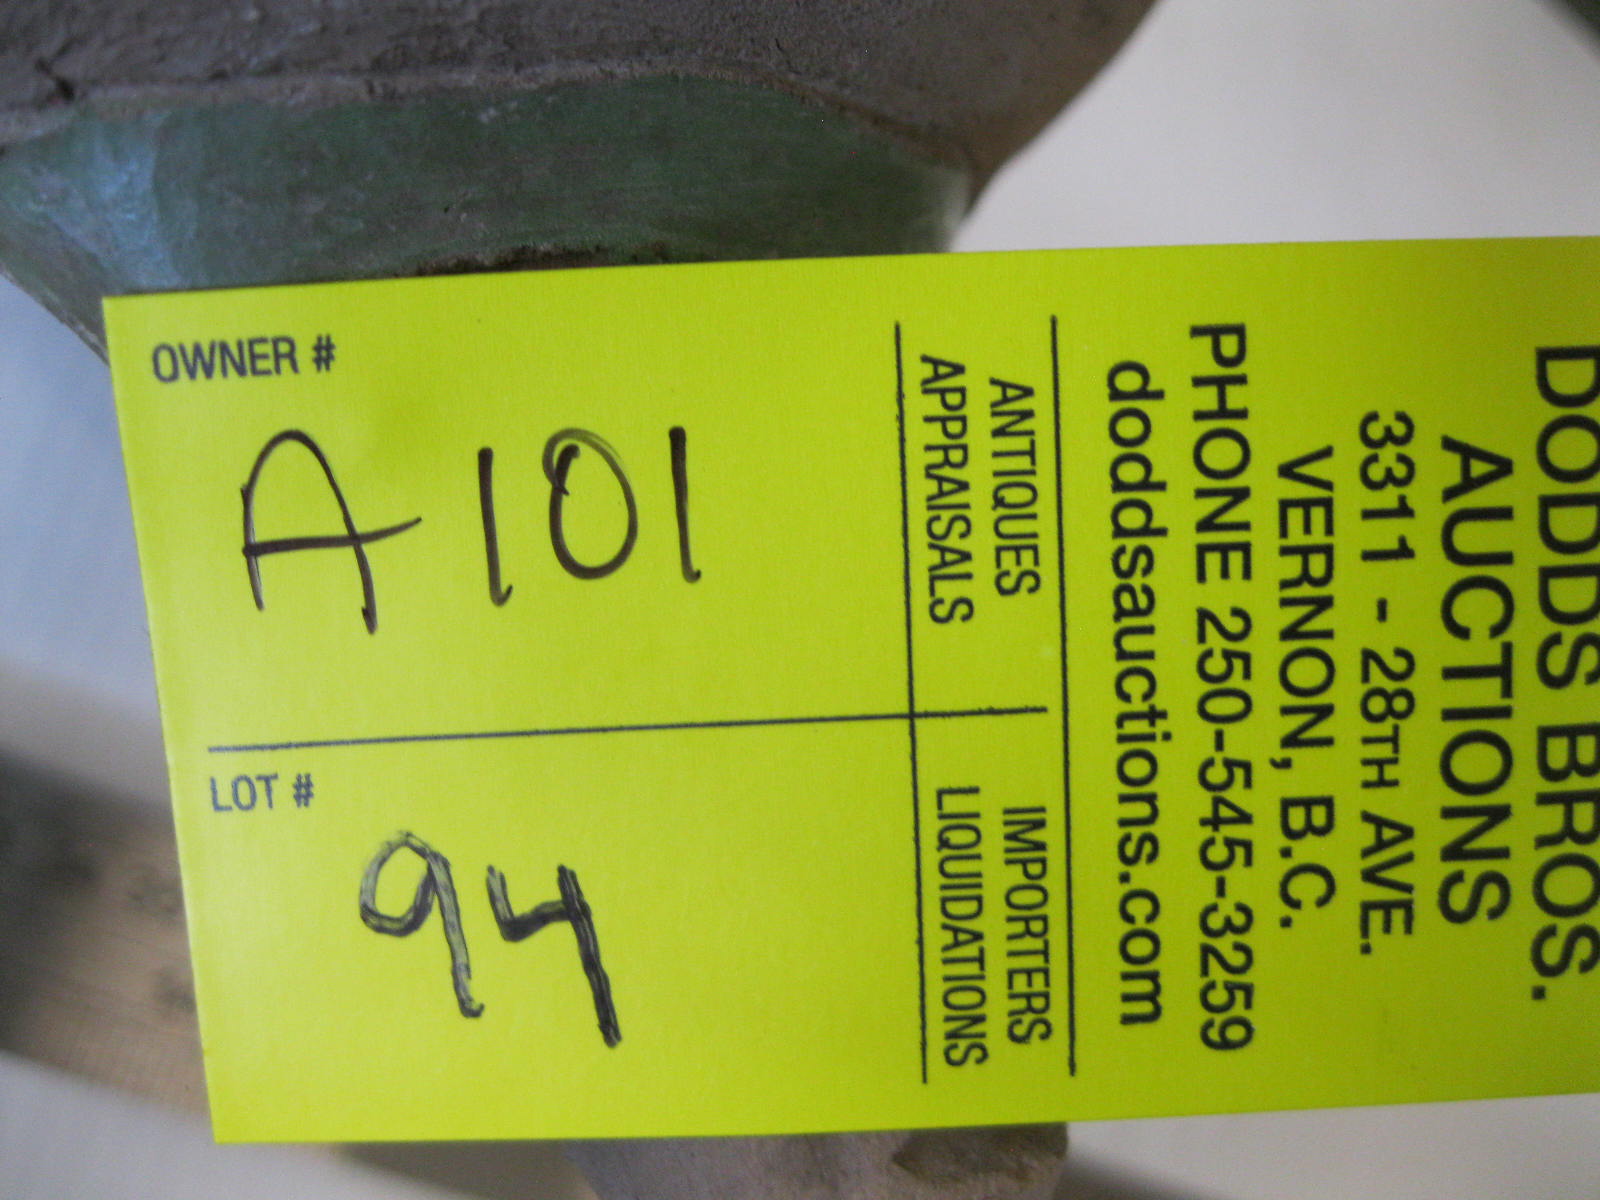 DODDS BROS.
AUCTIONS
3311 - 28TH AVE.
VERNON, B.C.
PHONE 250-545-3259
doddsauctions.com
ANTIQUES
APPRAISALS
IMPORTERS
LIQUIDATIONS
OWNER #
A 101
LOT #
94